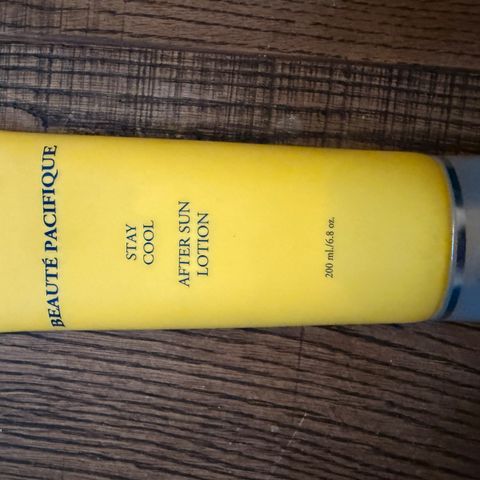 BEAUTÉ PACIFIQUE
STAY
COOL
AFTER SUN
LOTION
200 ml./6.8 oz.